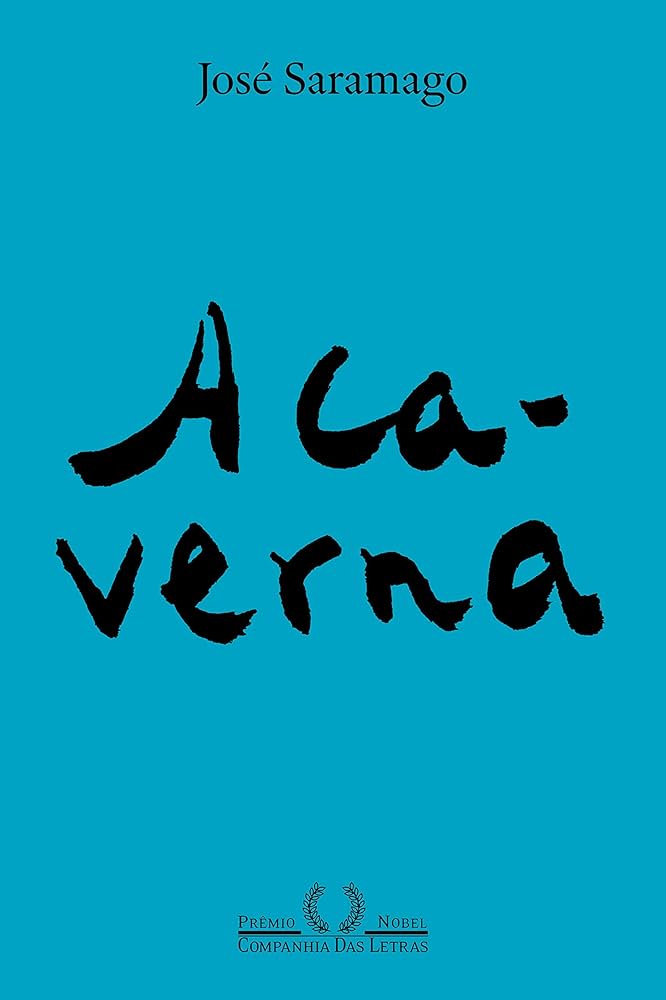 José Saramago
A ca-
verna
PRÊMIO NOBEL
COMPANHIA DAS LETRAS